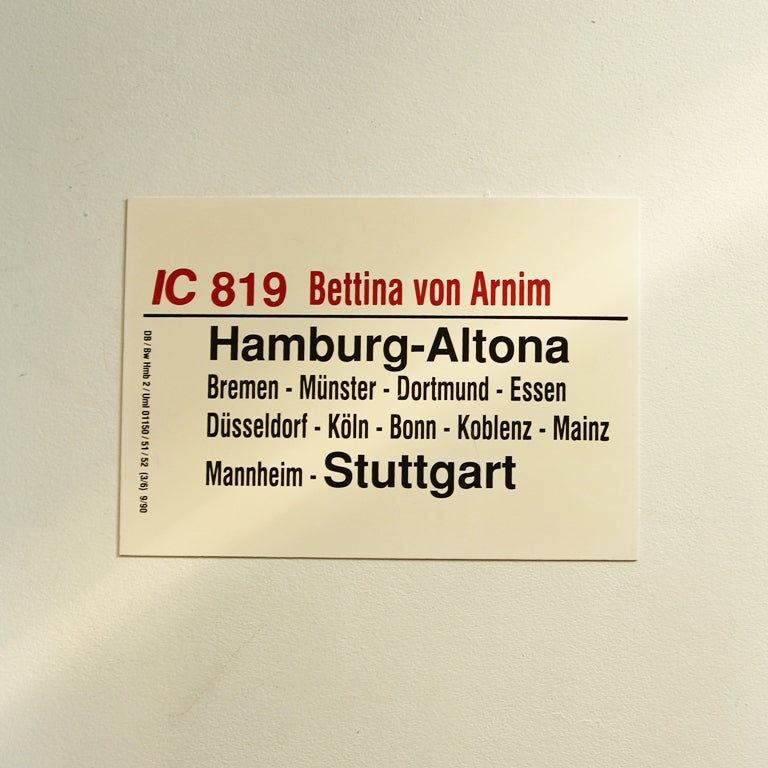 IC 819 Bettina von Arnim
Hamburg-Altona
Bremen - Münster - Dortmund - Essen
Düsseldorf - Köln - Bonn - Koblenz - Mainz
Mannheim - Stuttgart
DB / Bw Hmb 2 / Uml 01150 / 51 / 52 (3/6) 9/90